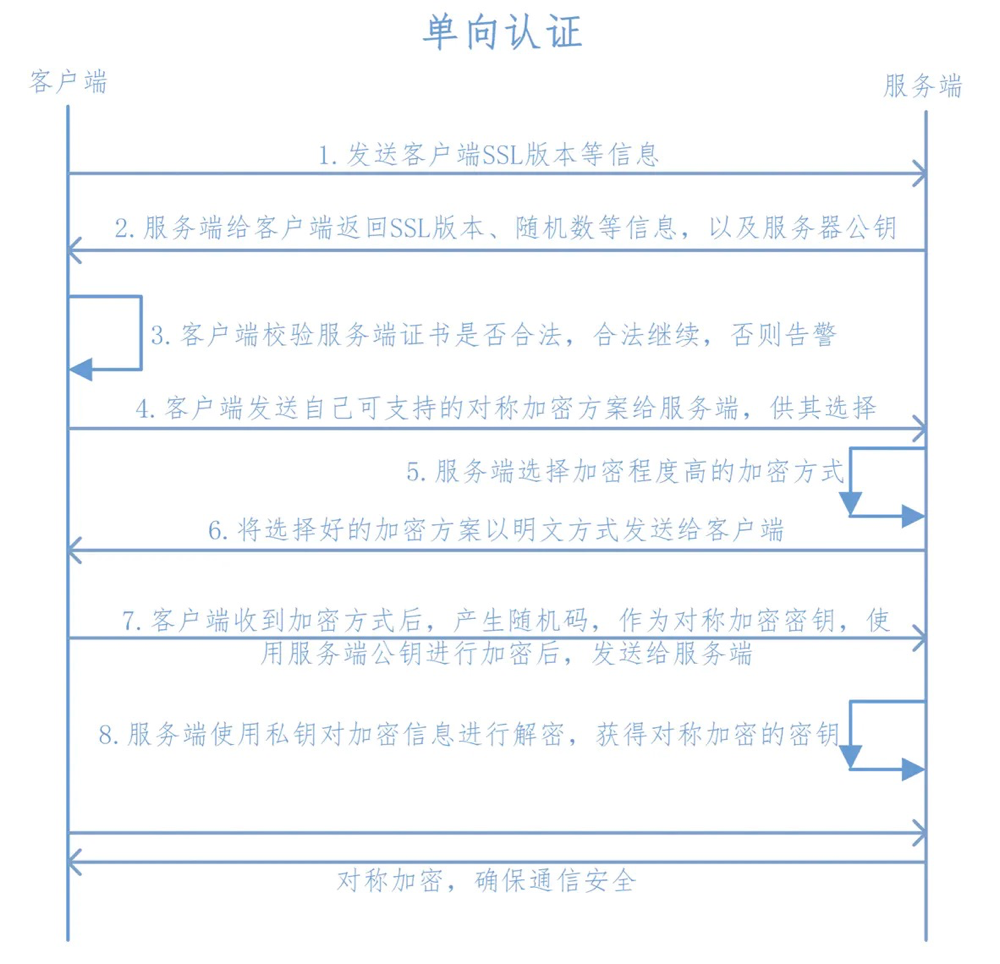 单向认证
客户端
服务端
1.发送客户端SSL版本等信息
2.服务端给客户端返回SSL版本、随机数等信息，以及服务器公钥
3.客户端校验服务端证书是否合法，合法继续，否则告警
4.客户端发送自己可支持的对称加密方案给服务端，供其选择
5.服务端选择加密程度高的加密方式
6.将选择好的加密方案以明文方式发送给客户端
7.客户端收到加密方式后，产生随机码，作为对称加密密钥，使
用服务端公钥进行加密后，发送给服务端
8.服务端使用私钥对加密信息进行解密，获得对称加密的密钥
对称加密，确保通信安全